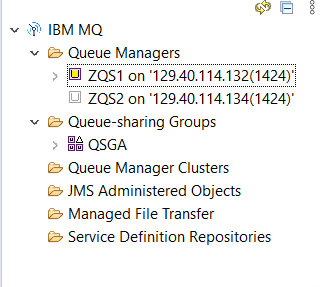 IBM MQ
Queue Managers
ZQS1 on '129.40.114.132(1424)'
ZQS2 on '129.40.114.134(1424)'
Queue-sharing Groups
QSGA
Queue Manager Clusters
JMS Administered Objects
Managed File Transfer
Service Definition Repositories